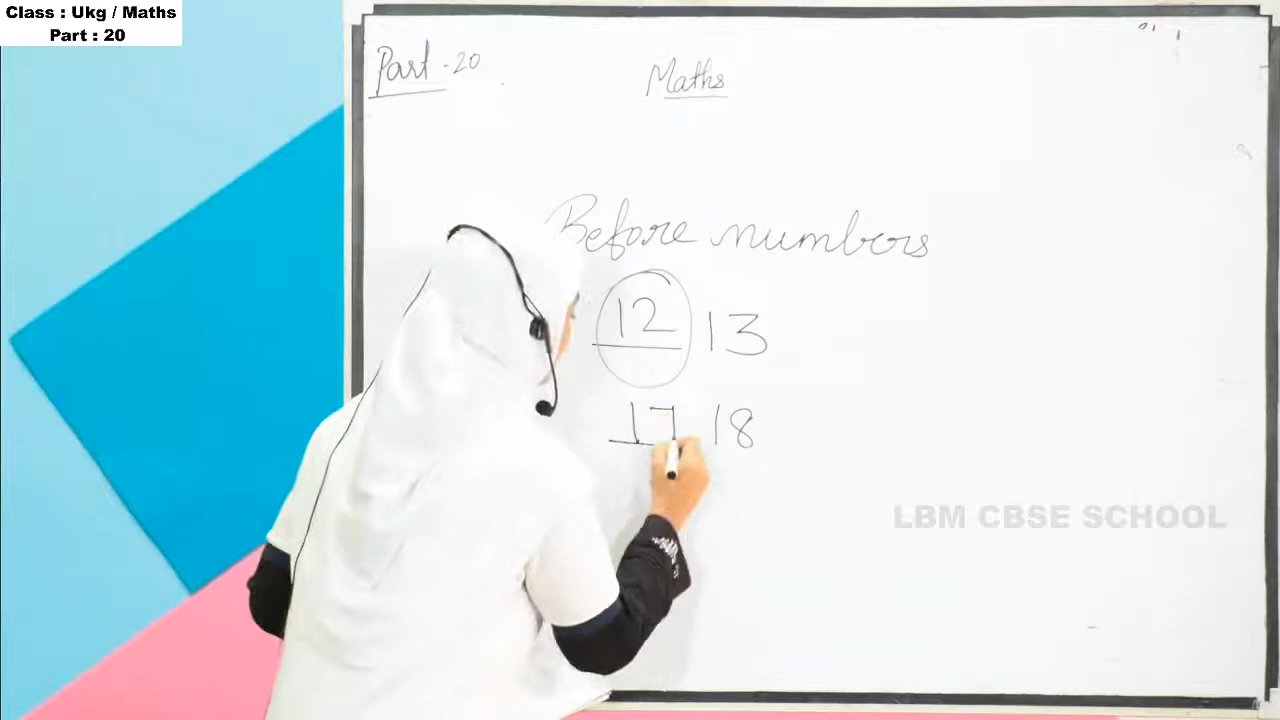 Class : Ukg / Maths
Part : 20
Part - 20
Maths
Before numbers
12 13
17 18
LBM CBSE SCHOOL